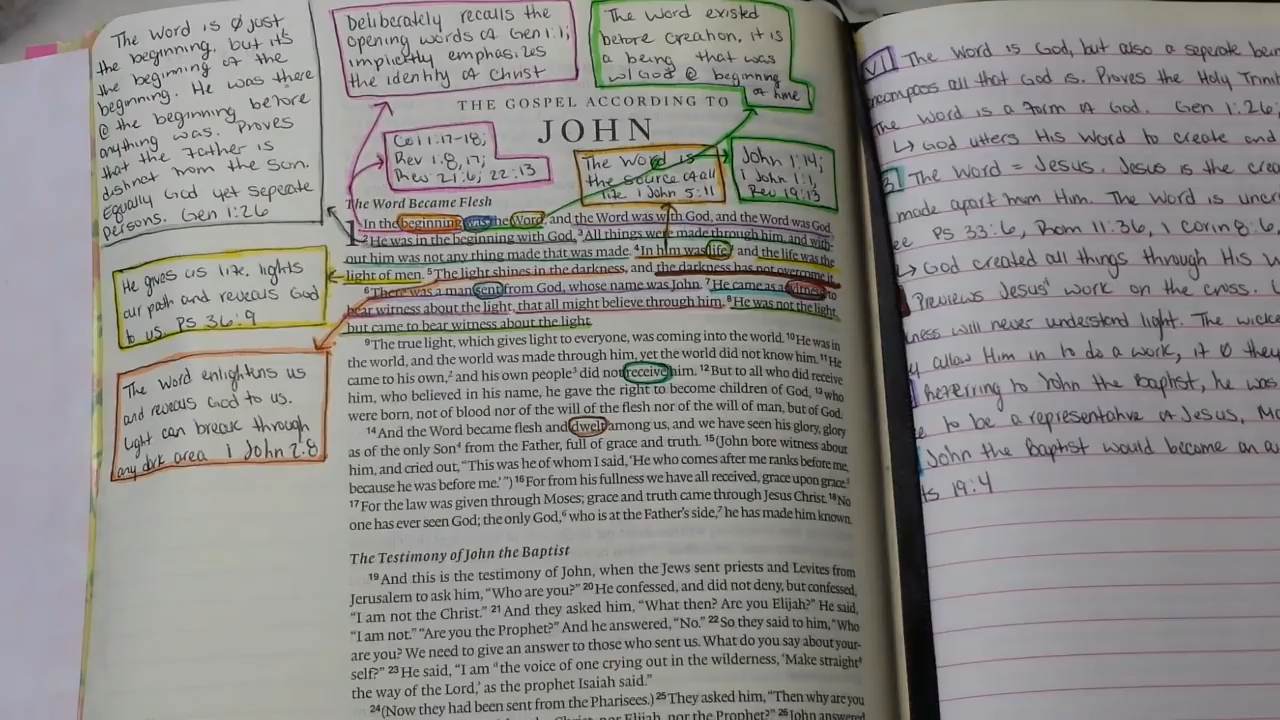 The Word is ∅ just
the beginning, but it's
the beginning of the
beginning. He was there
@ the beginning before
anything was. Proves
that the Father is
distinct from the Son.
Equally God yet seperate
persons. Gen 1:26
Deliberately recalls the
opening words of Gen 1:1;
implicitly emphasizes
the identity of Christ
The Word existed
before creation, it is
a being that was
w/ God @ beginning
of time
THE GOSPEL ACCORDING TO
JOHN
Col 1:17-18;
Rev 1:8, 17;
Rev 21:6; 22:13
The Word is
the source of all
life 1 John 5:11
John 1:14;
1 John 1:1,
Rev 19:13
The Word Became Flesh
1 In the beginning was the Word, and the Word was with God, and the Word was God.
2 He was in the beginning with God. 3 All things were made through him, and with-
out him was not any thing made that was made. 4 In him was life, and the life was the
light of men. 5 The light shines in the darkness, and the darkness has not overcome it.
6 There was a man sent from God, whose name was John. 7 He came as a witness, to
bear witness about the light, that all might believe through him. 8 He was not the light,
but came to bear witness about the light.
9 The true light, which gives light to everyone, was coming into the world. 10 He was in
the world, and the world was made through him, yet the world did not know him. 11 He
came to his own,2 and his own people3 did not receive him. 12 But to all who did receive
him, who believed in his name, he gave the right to become children of God, 13 who
were born, not of blood nor of the will of the flesh nor of the will of man, but of God.
14 And the Word became flesh and dwelt among us, and we have seen his glory, glory
as of the only Son4 from the Father, full of grace and truth. 15 (John bore witness about
him, and cried out, “This was he of whom I said, ‘He who comes after me ranks before me,
because he was before me.’”) 16 For from his fullness we have all received, grace upon grace.5
17 For the law was given through Moses; grace and truth came through Jesus Christ. 18 No
one has ever seen God; the only God,6 who is at the Father's side,7 he has made him known.
The Testimony of John the Baptist
19 And this is the testimony of John, when the Jews sent priests and Levites from
Jerusalem to ask him, “Who are you?” 20 He confessed, and did not deny, but confessed,
“I am not the Christ.” 21 And they asked him, “What then? Are you Elijah?” He said,
“I am not.” “Are you the Prophet?” And he answered, “No.” 22 So they said to him, “Who
are you? We need to give an answer to those who sent us. What do you say about your-
self?” 23 He said, “I am the voice of one crying out in the wilderness, ‘Make straight
the way of the Lord,’ as the prophet Isaiah said.”
24 (Now they had been sent from the Pharisees.) 25 They asked him, “Then why are you
nor Elijah, nor the Prophet?” 26 John answered
He gives us life, lights
our path and reveals God
to us PS 36:9
The Word enlightens us
and reveals God to us.
Light can break through
any dark area 1 John 2:8
The Word is God, but also a seperate
encompass all that God is. Proves the Holy
The Word is a form of God. Gen 1:26,
↳ God utters His Word to create and
The Word = Jesus. Jesus is the
made apart from Him. The Word is
PS 33:6, Rom 11:36, 1 Corin 8:6,
↳ God created all things through His
Previews Jesus' work on the cross.
will never understand light. The
allow Him in to do a work, it ∅ they
Referring to John the Baptist, he was
to be a representative of Jesus,
John the Baptist would become an
19:4